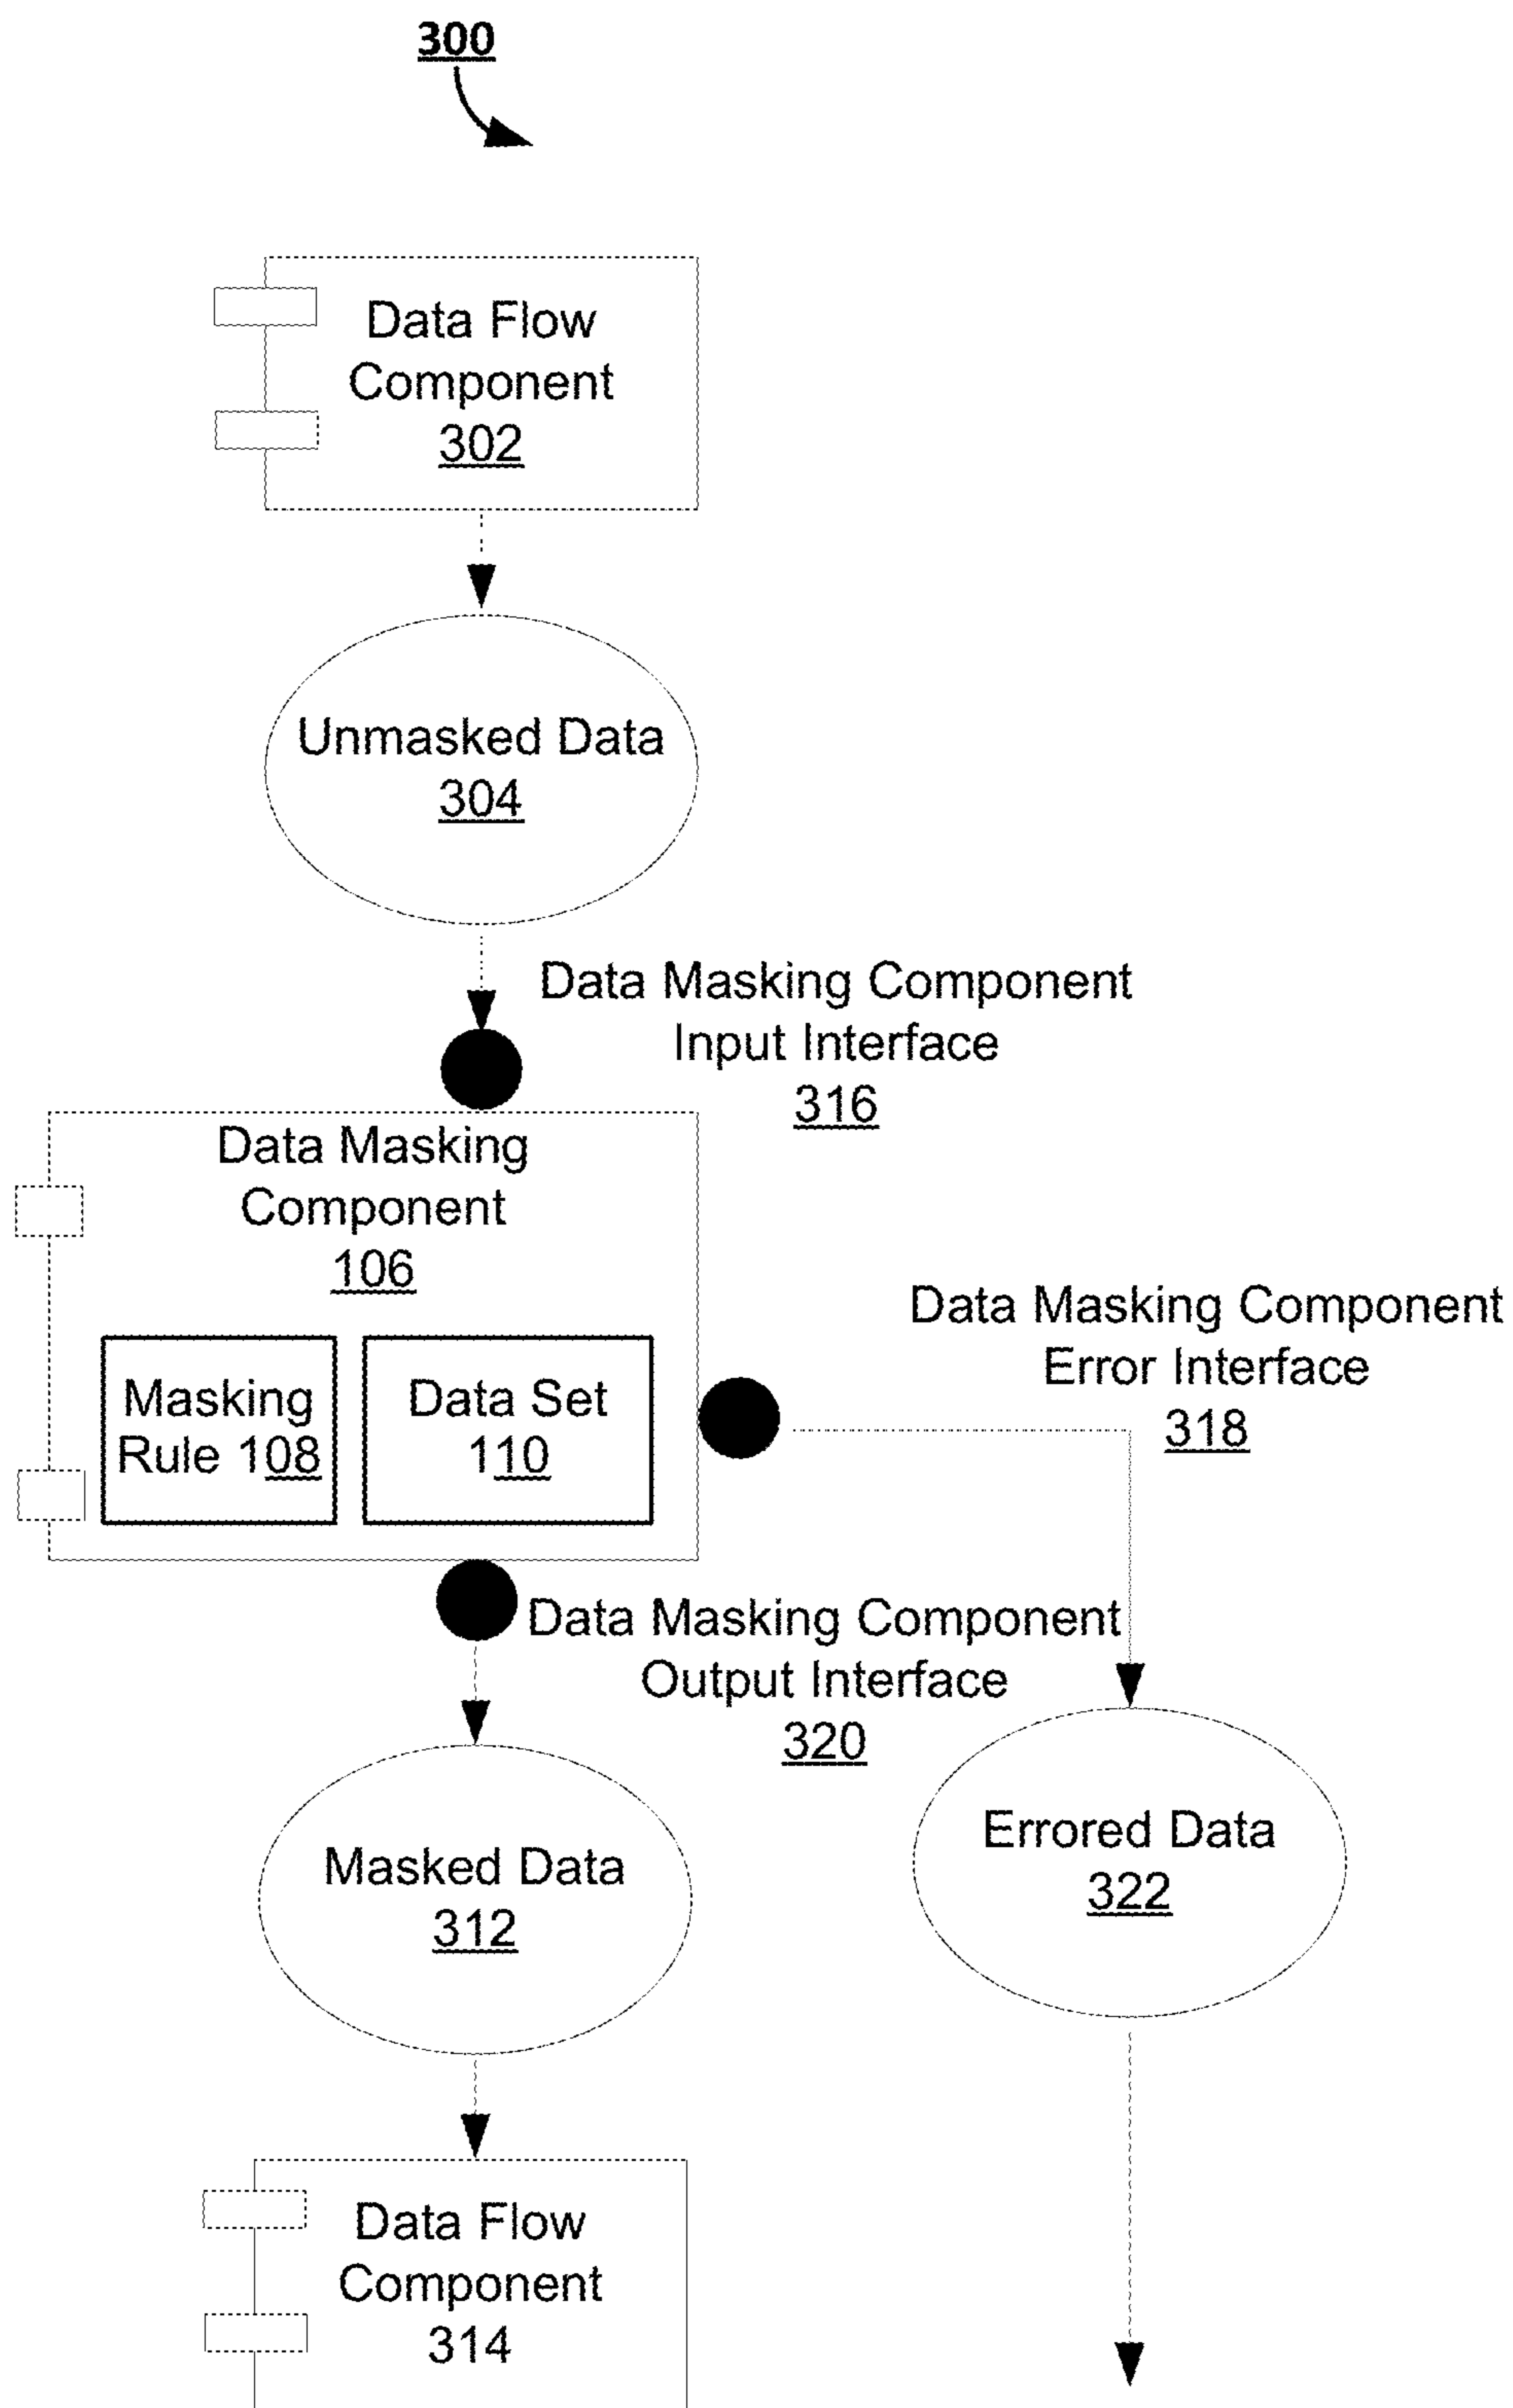 300
Data Flow
Component
302
Unmasked Data
304
Data Masking Component
Input Interface
316
Data Masking
Component
106
Masking
Rule 108
Data Set
110
Data Masking Component
Error Interface
318
Data Masking Component
Output Interface
320
Masked Data
312
Errored Data
322
Data Flow
Component
314